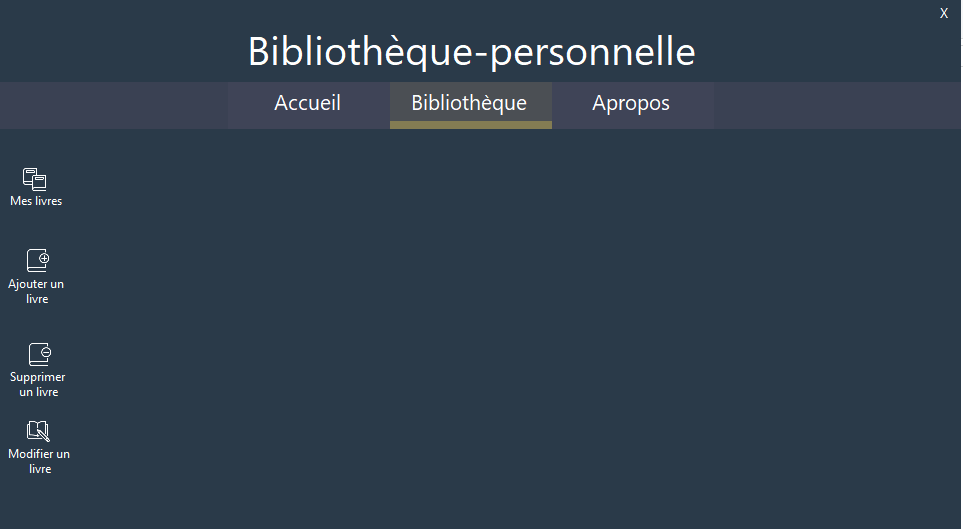 X
Bibliothèque-personnelle
Accueil
Bibliothèque
Apropos
Mes livres
Ajouter un
livre
Supprimer
un livre
Modifier un
livre